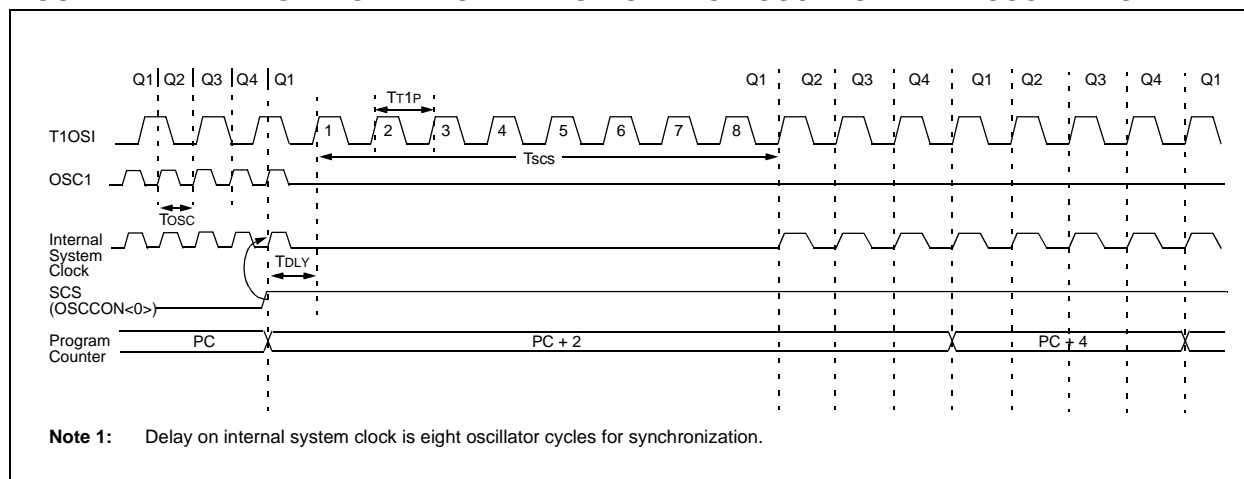 Q1 Q2 Q3 Q4 Q1 Q1 Q2 Q3 Q4 Q1 Q2 Q3 Q4 Q1
TT1P
T1OSI 1 2 3 4 5 6 7 8
TSCS
OSC1
TOSC
Internal
System
Clock
TDLY
SCS
(OSCCON<0>)
Program
Counter
PC PC + 2 PC + 4
Note 1: Delay on internal system clock is eight oscillator cycles for synchronization.